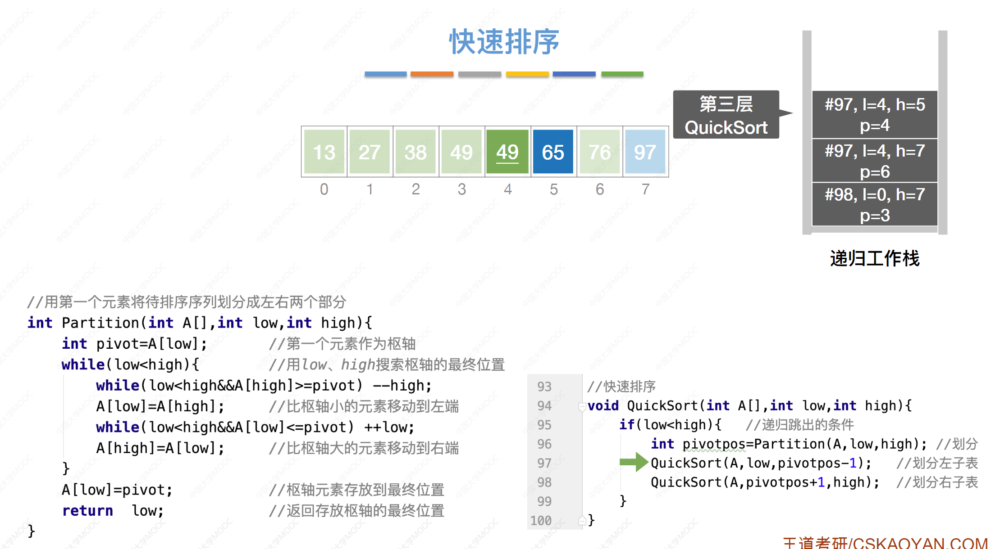 快速排序
第三层
QuickSort
#97, l=4, h=5
p=4
#97, l=4, h=7
p=6
#98, l=0, h=7
p=3
递归工作栈
13 27 38 49 49 65 76 97
0 1 2 3 4 5 6 7
//用第一个元素将待排序序列划分成左右两个部分
int Partition(int A[],int low,int high){
int pivot=A[low]; //第一个元素作为枢轴
while(low<high){ //用low、high搜索枢轴的最终位置
while(low<high&&A[high]>=pivot) --high;
A[low]=A[high]; //比枢轴小的元素移动到左端
while(low<high&&A[low]<=pivot) ++low;
A[high]=A[low]; //比枢轴大的元素移动到右端
}
A[low]=pivot; //枢轴元素存放到最终位置
return low; //返回存放枢轴的最终位置
}
93 //快速排序
94 void QuickSort(int A[],int low,int high){
95 if(low<high){ //递归跳出的条件
96 int pivotpos=Partition(A,low,high); //划分
97 QuickSort(A,low,pivotpos-1); //划分左子表
98 QuickSort(A,pivotpos+1,high); //划分右子表
99 }
100 }
王道考研/CSKAOYAN.COM
中国大学MOOC